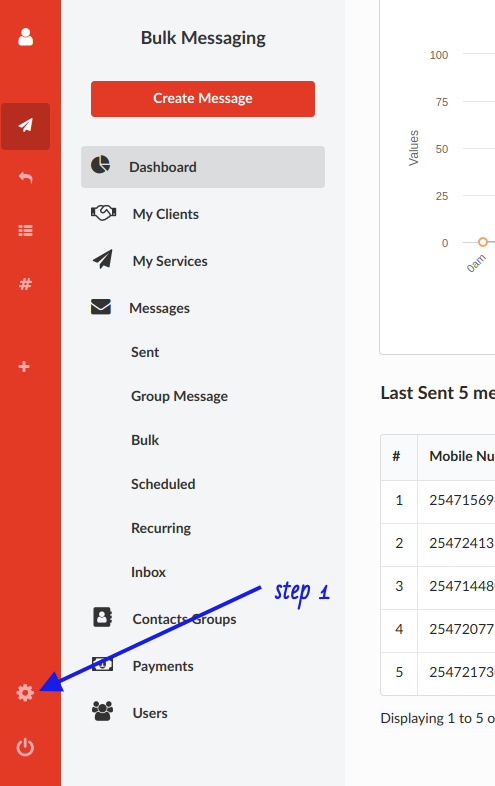 Bulk Messaging
Create Message
Dashboard
My Clients
My Services
Messages
Sent
Group Message
Bulk
Scheduled
Recurring
Inbox
Contacts Groups
Payments
Users
step 1
100
75
50
25
0
Values
0am
Last Sent 5 me
# Mobile Nu
1 25471569
2 25472413
3 25471448
4 25472077
5 25472173
Displaying 1 to 5 o